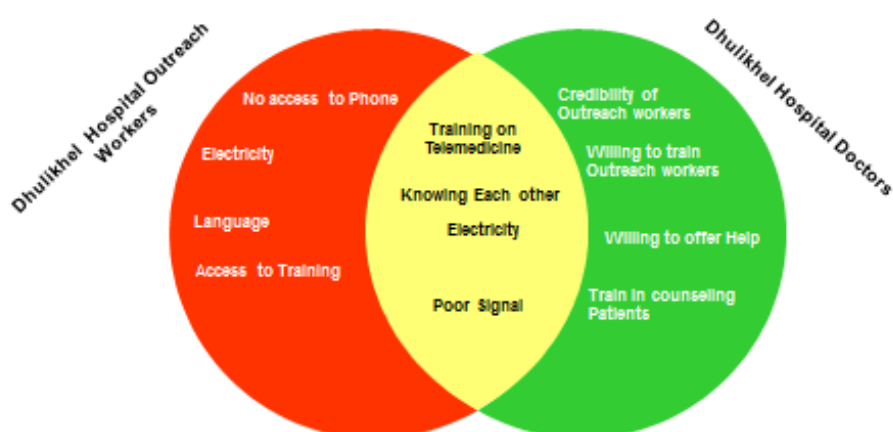 Dhulikhel Hospital Outreach
Workers
No access to Phone
Electricity
Language
Access to Training
Training on
Telemedicine
Knowing Each other
Electricity
Poor Signal
Credibility of
Outreach workers
Willing to train
Outreach workers
Willing to offer Help
Train in counseling
Patients
Dhulikhel Hospital Doctors